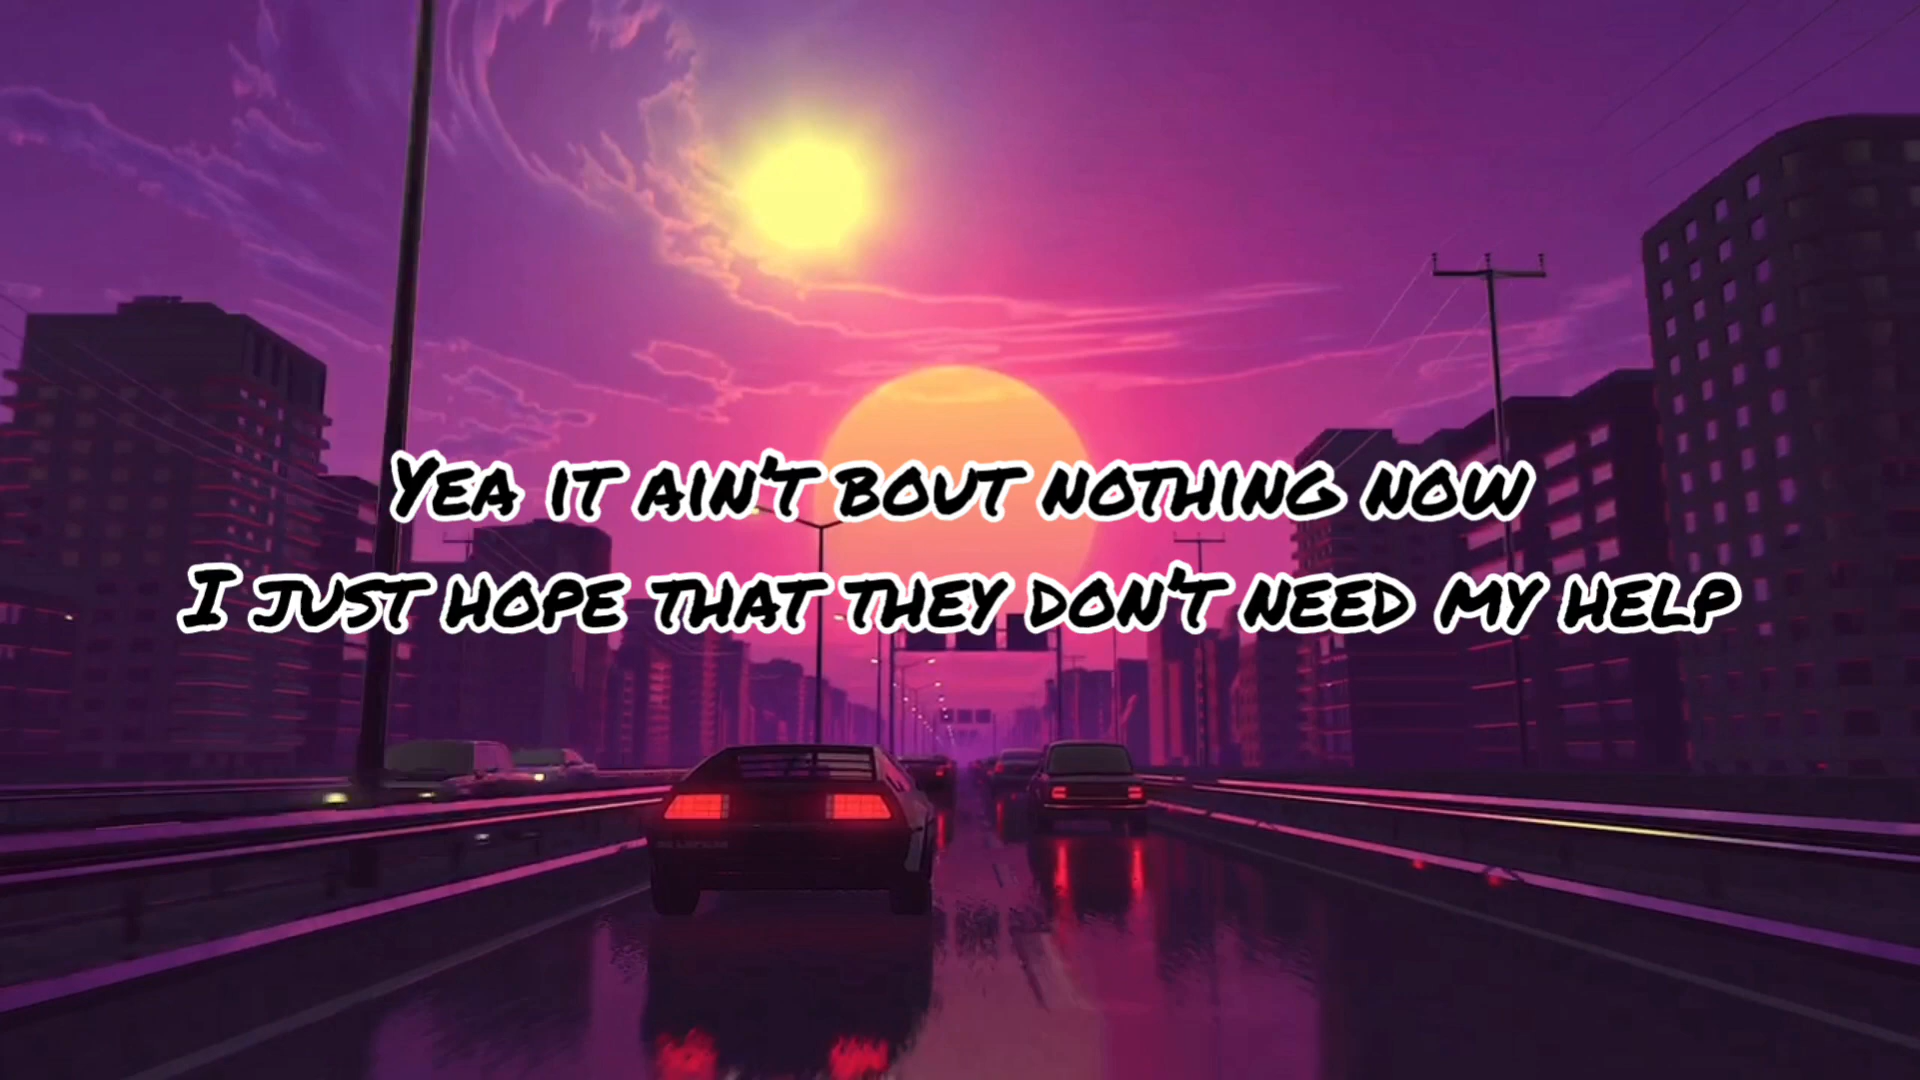 Yea it ain't bout nothing now
I just hope that they don't need my help